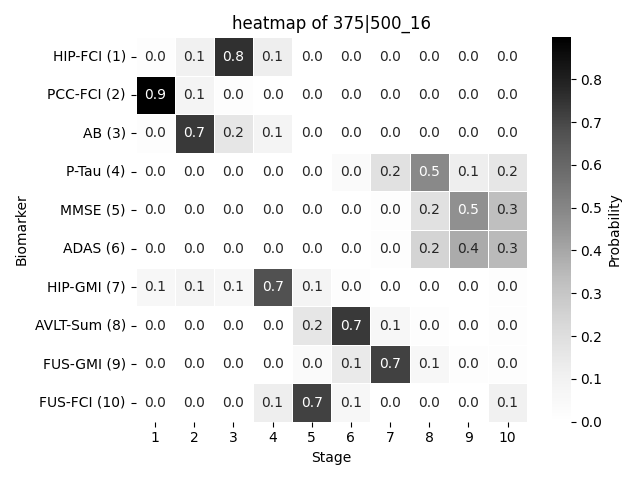 heatmap of 375|500_16
HIP-FCI (1) 0.0 0.1 0.8 0.1 0.0 0.0 0.0 0.0 0.0 0.0
PCC-FCI (2) 0.9 0.1 0.0 0.0 0.0 0.0 0.0 0.0 0.0 0.0
AB (3) 0.0 0.7 0.2 0.1 0.0 0.0 0.0 0.0 0.0 0.0
P-Tau (4) 0.0 0.0 0.0 0.0 0.0 0.0 0.2 0.5 0.1 0.2
MMSE (5) 0.0 0.0 0.0 0.0 0.0 0.0 0.0 0.2 0.5 0.3
ADAS (6) 0.0 0.0 0.0 0.0 0.0 0.0 0.0 0.2 0.4 0.3
HIP-GMI (7) 0.1 0.1 0.1 0.7 0.1 0.0 0.0 0.0 0.0 0.0
AVLT-Sum (8) 0.0 0.0 0.0 0.0 0.2 0.7 0.1 0.0 0.0 0.0
FUS-GMI (9) 0.0 0.0 0.0 0.0 0.0 0.1 0.7 0.1 0.0 0.0
FUS-FCI (10) 0.0 0.0 0.0 0.1 0.7 0.1 0.0 0.0 0.0 0.1
1 2 3 4 5 6 7 8 9 10
Stage
Biomarker
0.8
0.7
0.6
0.5
0.4
0.3
0.2
0.1
0.0
Probability